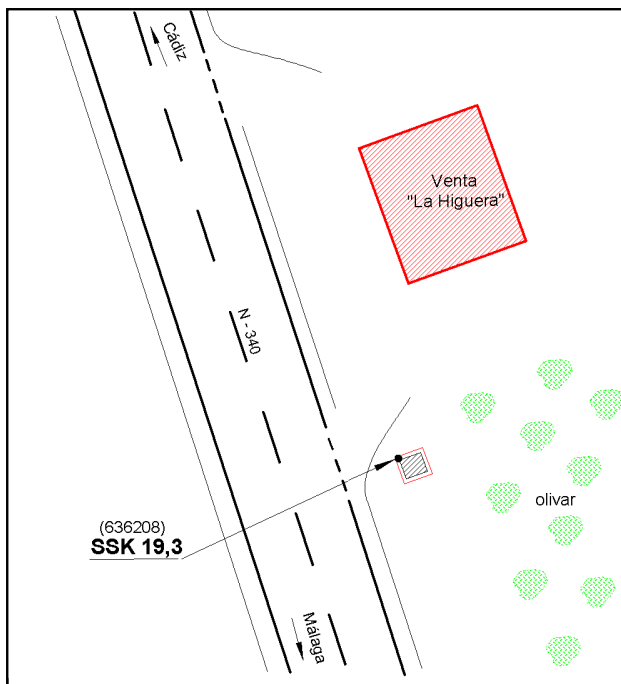 Cádiz
Venta
"La Higuera"
N - 340
olivar
(636208)
SSK 19,3
Málaga